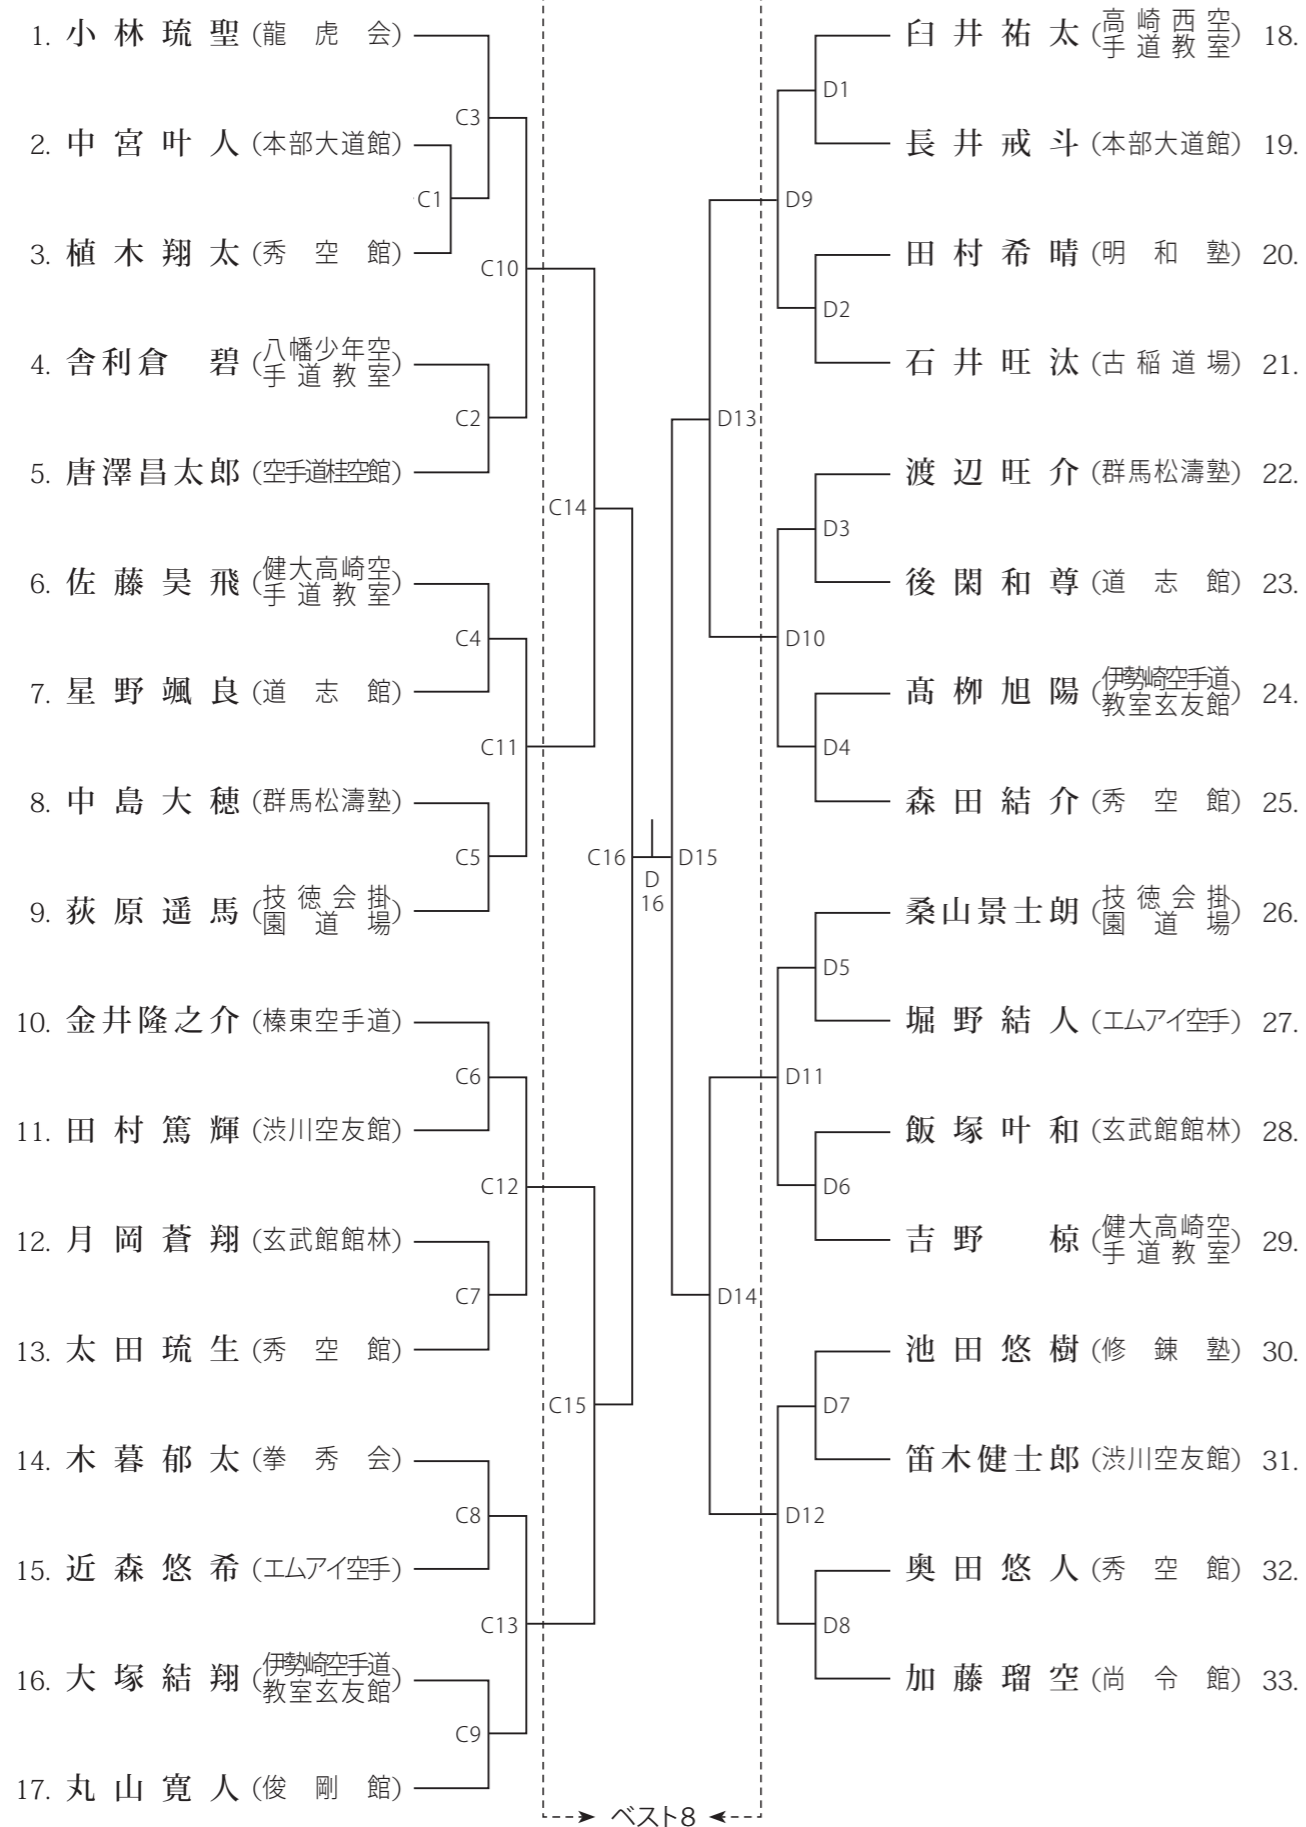 1. 小林琉聖 (龍虎会)
2. 中宮叶人 (本部大道館)
3. 植木翔太 (秀空館)
4. 舎利倉 碧 (八幡少年空手道教室)
5. 唐澤昌太郎 (空手道桂空館)
6. 佐藤昊飛 (健大高崎空手道教室)
7. 星野颯良 (道志館)
8. 中島大穂 (群馬松濤塾)
9. 荻原遥馬 (技徳会掛園道場)
10. 金井隆之介 (榛東空手道)
11. 田村篤輝 (渋川空友館)
12. 月岡蒼翔 (玄武館館林)
13. 太田琉生 (秀空館)
14. 木暮郁太 (拳秀会)
15. 近森悠希 (エムアイ空手)
16. 大塚結翔 (伊勢崎空手道教室玄友館)
17. 丸山寛人 (俊剛館)
C3
C1
C10
C2
C14
C4
C11
C5
C16
C6
C12
C7
C15
C8
C13
C9
D
16
D15
D13
D14
D1
D9
D2
D3
D10
D4
D5
D11
D6
D7
D12
D8
臼井祐太 (高崎西空手道教室) 18.
長井戒斗 (本部大道館) 19.
田村希晴 (明和塾) 20.
石井旺汰 (古稲道場) 21.
渡辺旺介 (群馬松濤塾) 22.
後閑和尊 (道志館) 23.
髙栁旭陽 (伊勢崎空手道教室玄友館) 24.
森田結介 (秀空館) 25.
桑山景士朗 (技徳会掛園道場) 26.
堀野結人 (エムアイ空手) 27.
飯塚叶和 (玄武館館林) 28.
吉野 椋 (健大高崎空手道教室) 29.
池田悠樹 (修錬塾) 30.
笛木健士郎 (渋川空友館) 31.
奥田悠人 (秀空館) 32.
加藤瑠空 (尚令館) 33.
ベスト8